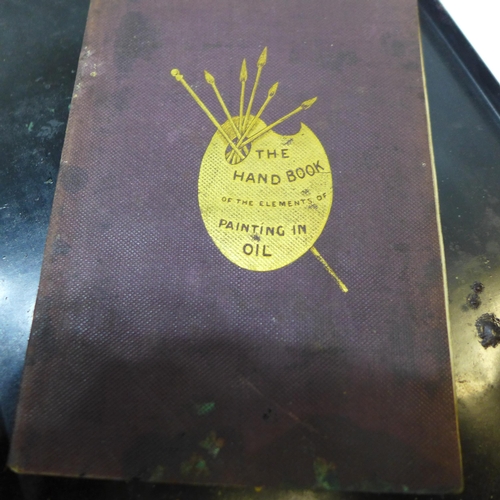 THE
HAND BOOK
OF THE ELEMENTS OF
PAINTING IN
OIL